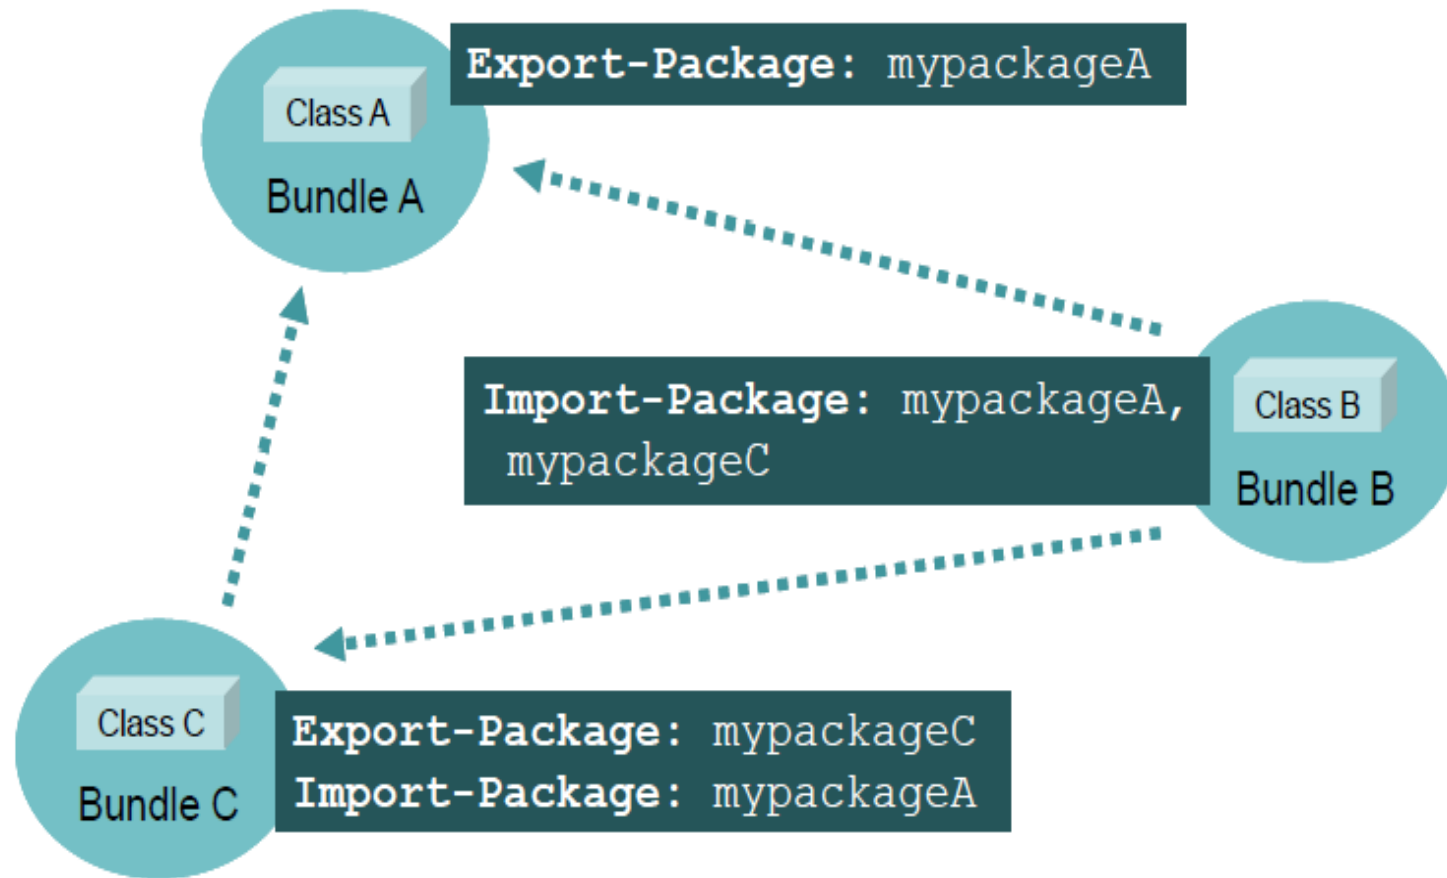 Export-Package: mypackageA
Class A
Bundle A
Import-Package: mypackageA,
mypackageC
Class B
Bundle B
Class C
Bundle C
Export-Package: mypackageC
Import-Package: mypackageA